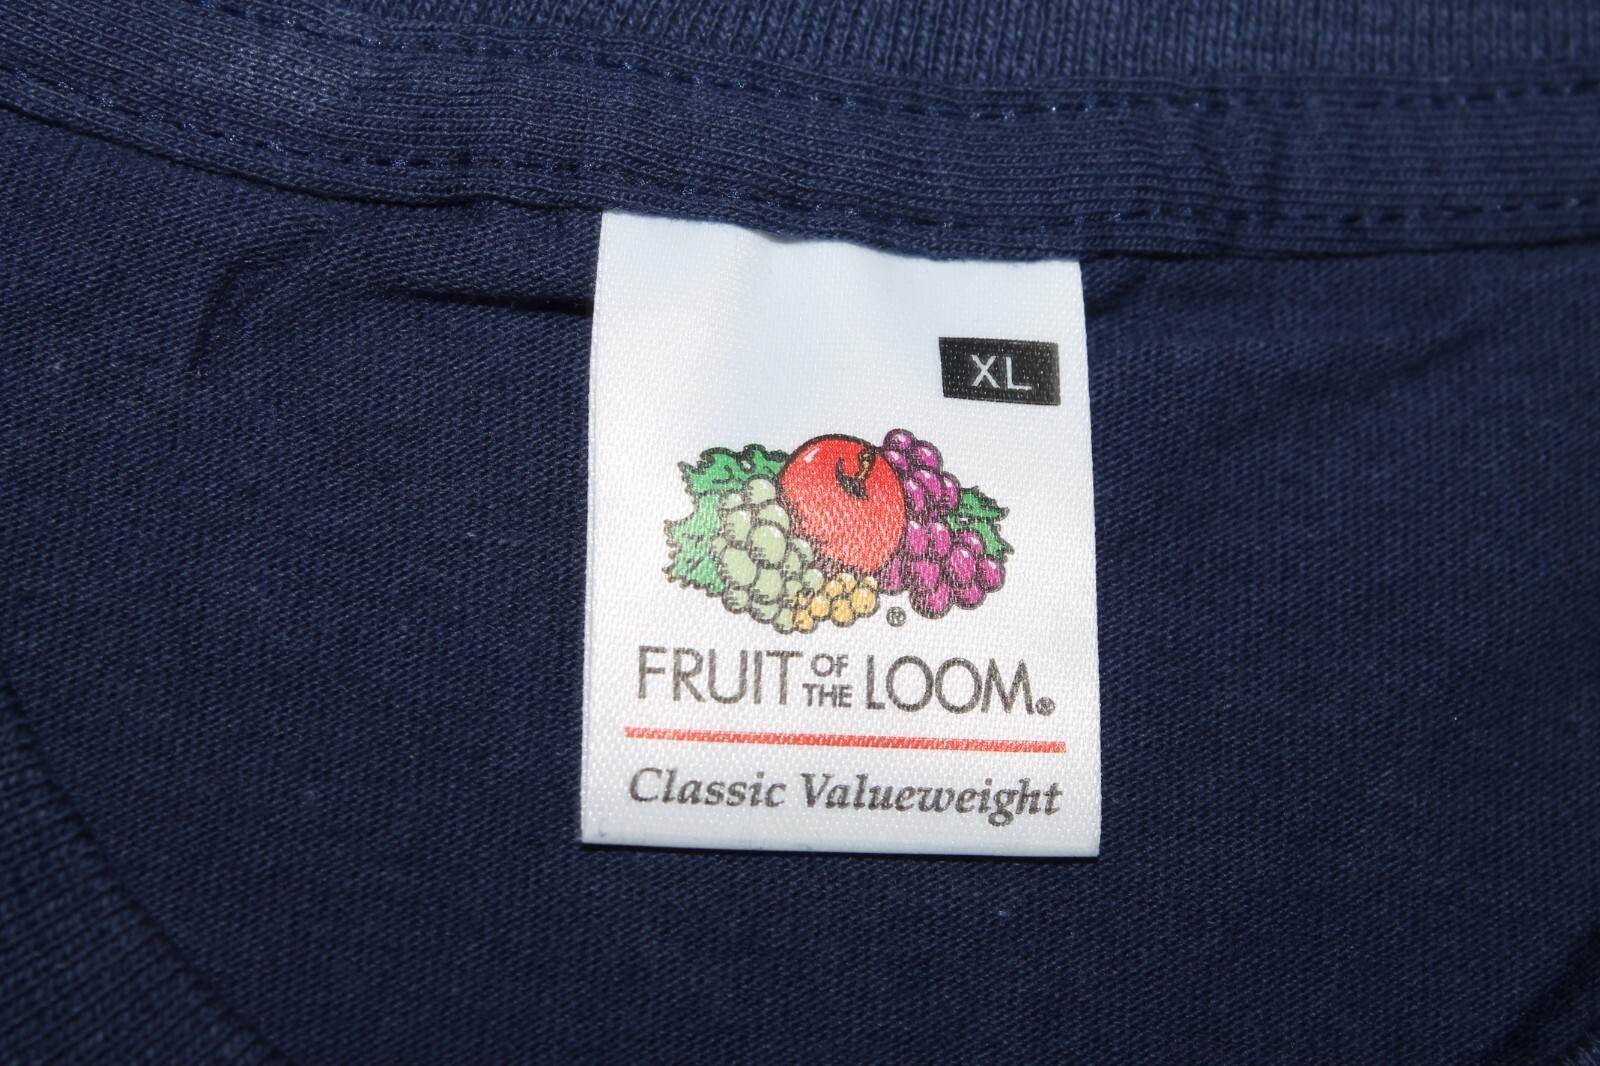 XL
®
FRUIT OF THE LOOM®
Classic Valueweight